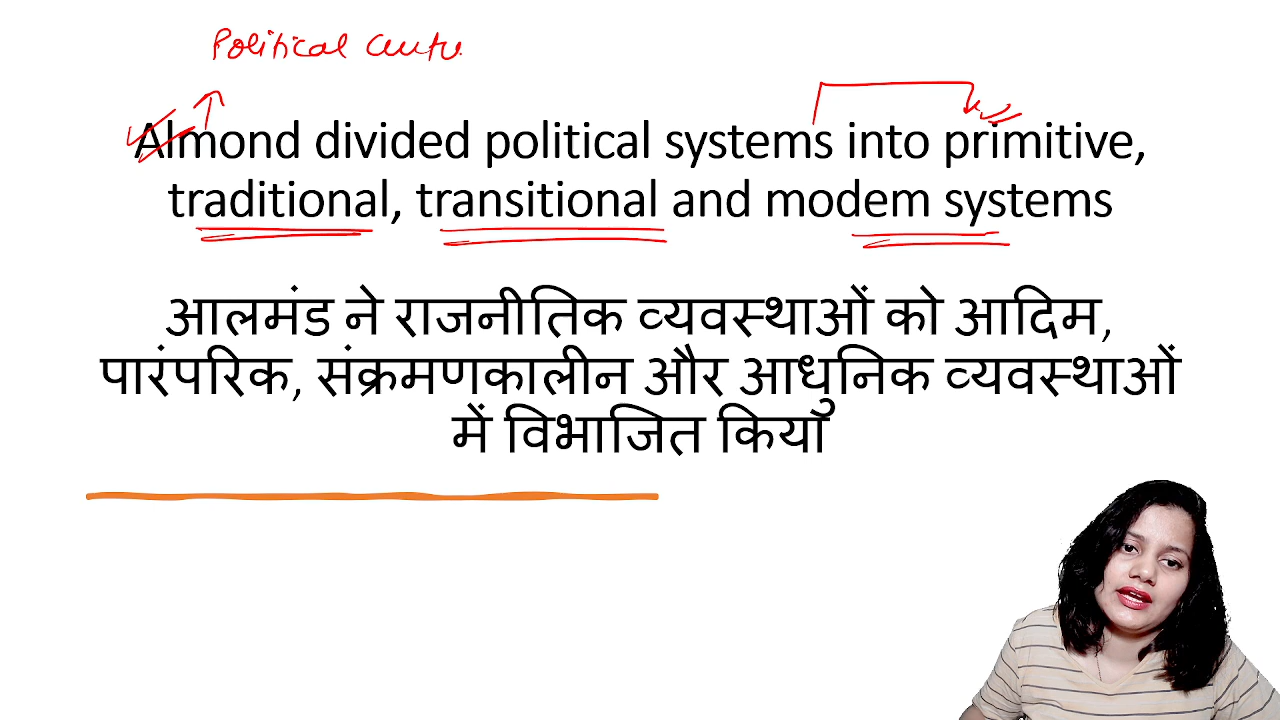 Political
Almond divided political systems into primitive,
traditional, transitional and modem systems
आलमंड ने राजनीतिक व्यवस्थाओं को आदिम,
पारंपरिक, संक्रमणकालीन और आधुनिक व्यवस्थाओं
में विभाजित किया